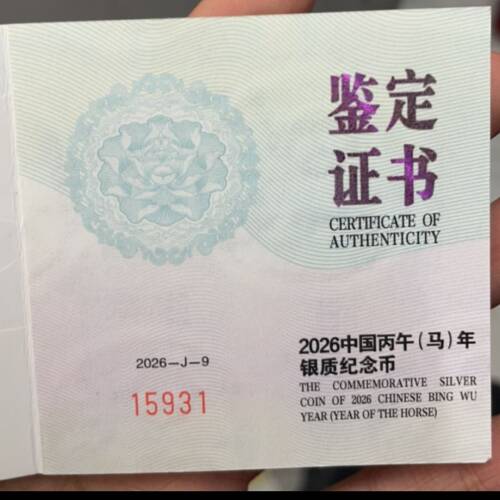 鉴定
证书
CERTIFICATE OF
AUTHENTICITY
2026-J-9
15931
2026中国丙午(马)年
银质纪念币
THE COMMEMORATIVE SILVER
COIN OF 2026 CHINESE BING WU
YEAR (YEAR OF THE HORSE)